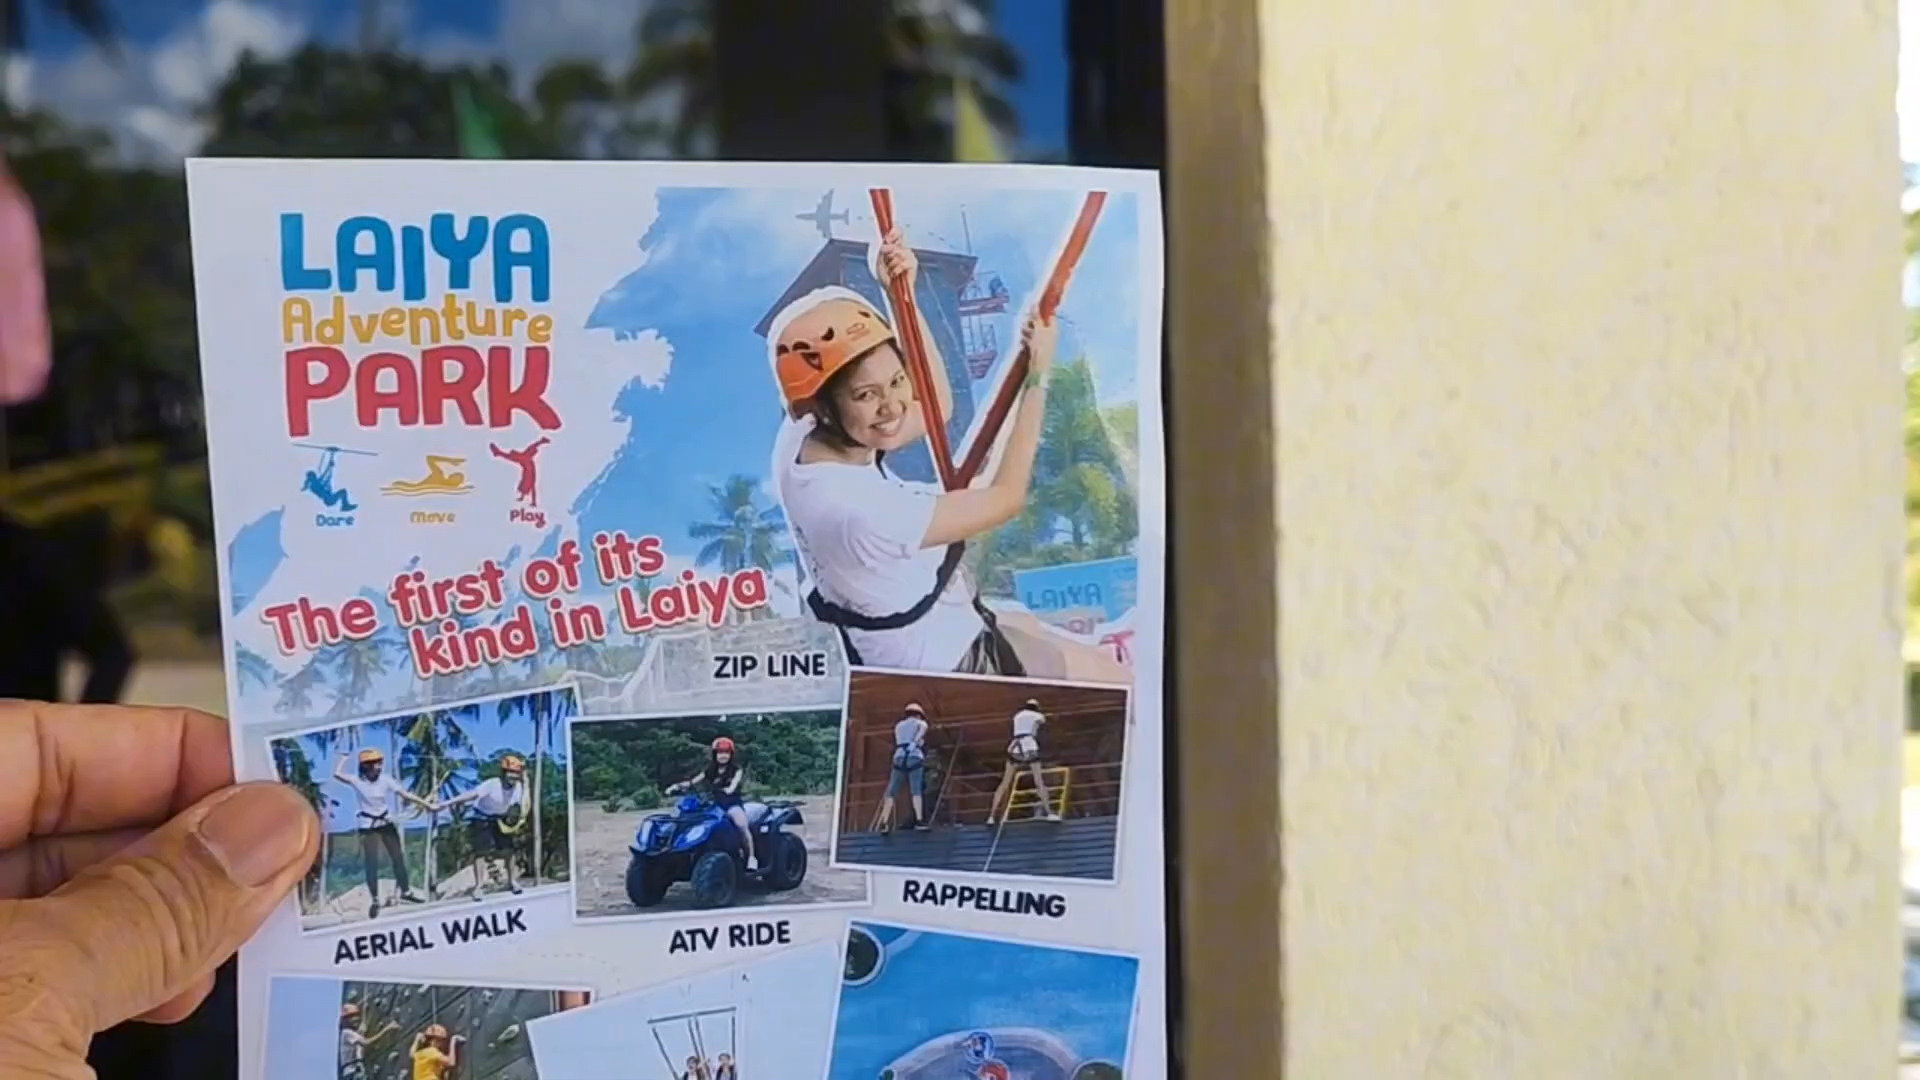 LAIYA
Adventure
PARK
Dare
Move
Play
The first of its
kind in Laiya
LAIYA
ZIP LINE
AERIAL WALK
ATV RIDE
RAPPELLING